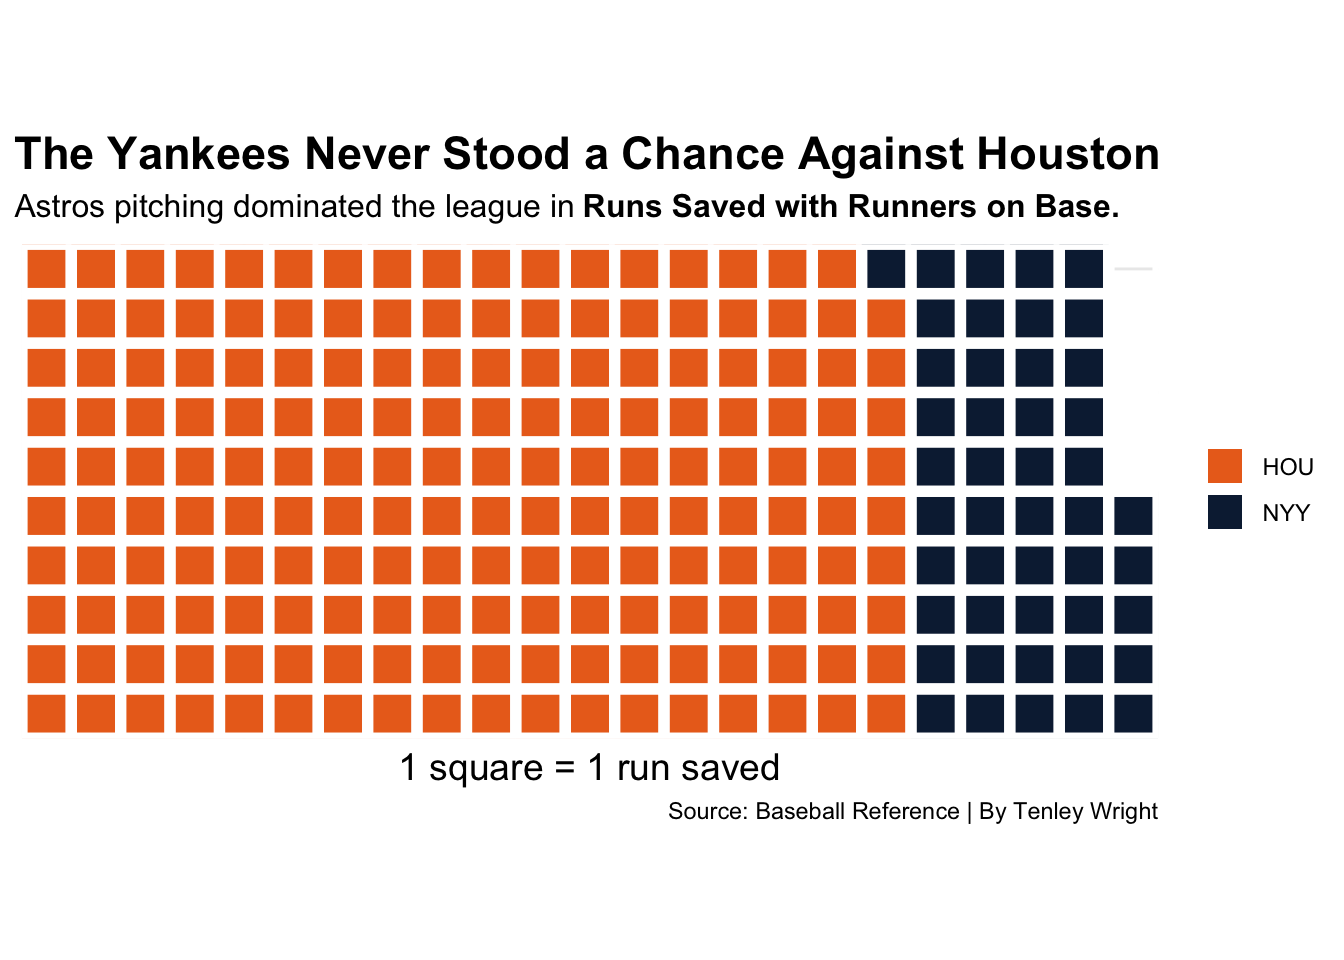 The Yankees Never Stood a Chance Against Houston
Astros pitching dominated the league in Runs Saved with Runners on Base.
HOU
NYY
1 square = 1 run saved
Source: Baseball Reference | By Tenley Wright